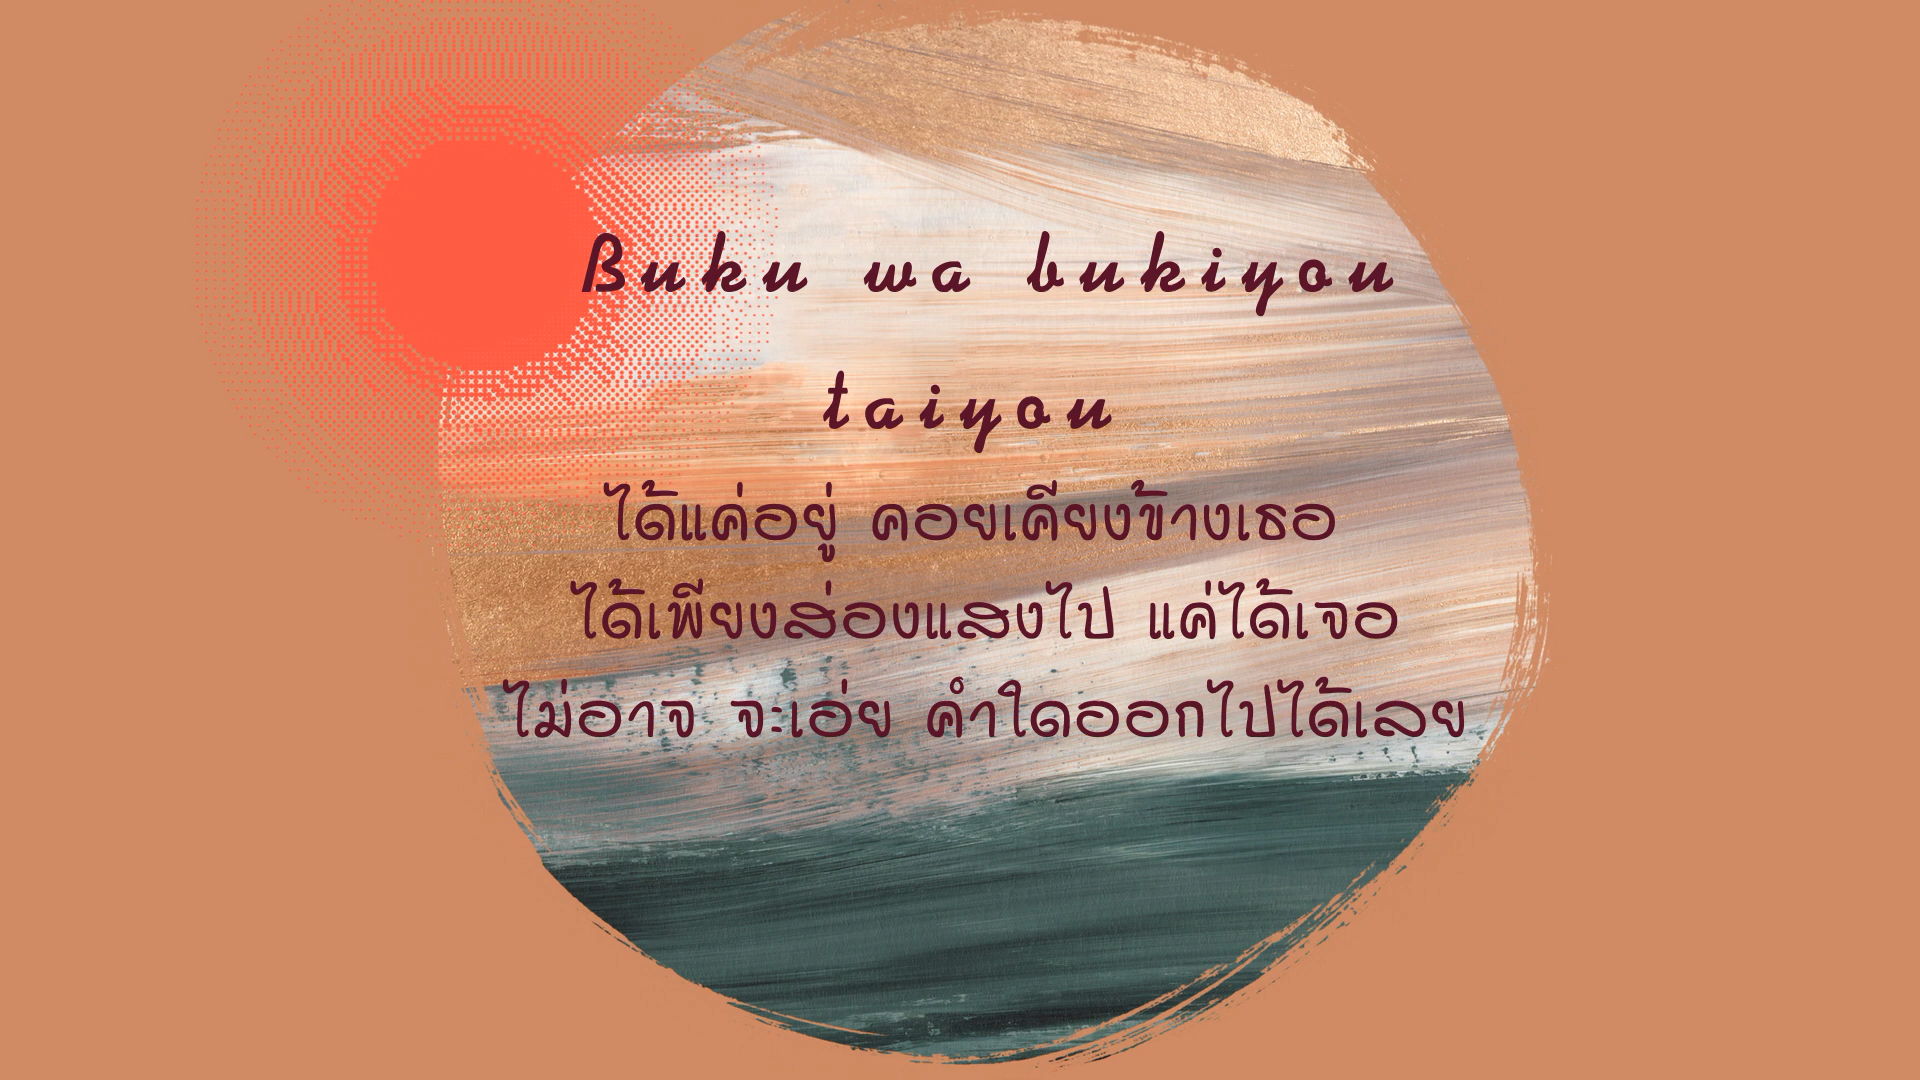 Buku wa bukiyou
taiyou
ได้แค่อยู่ คอยเคียงข้างเธอ
ได้เพียงส่องแสงไป แค่ได้เจอ
ไม่อาจ จะเอ่ย คำใดออกไปได้เลย